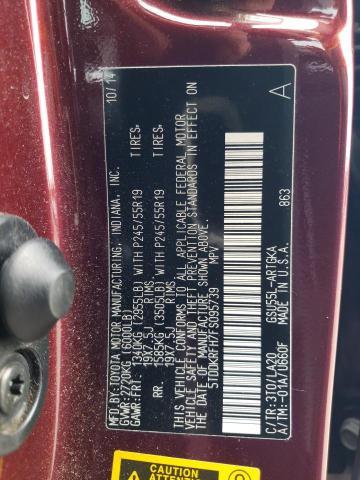 MFD. BY: 10/14
TOYOTA MOTOR MANUFACTURING, INDIANA, INC.
GVWR: 2720KG (6000LB)
GAWR: FRT. 1340KG (2955LB) WITH P245/55R19 TIRES:
19X7.5J RIMS
RR. 1585KG (3505LB) WITH P245/55R19 TIRES:
19X7.5J RIMS
THIS VEHICLE CONFORMS TO ALL APPLICABLE FEDERAL MOTOR
VEHICLE SAFETY AND THEFT PREVENTION STANDARDS IN EFFECT ON
THE DATE OF MANUFACTURE SHOWN ABOVE.
5TDDKRFH7FS095739 MPV
C/TR: 3T0/LA20 GSU55L-ARTGKA
A/TM: -01A/U660F 863
MADE IN U.S.A.
A